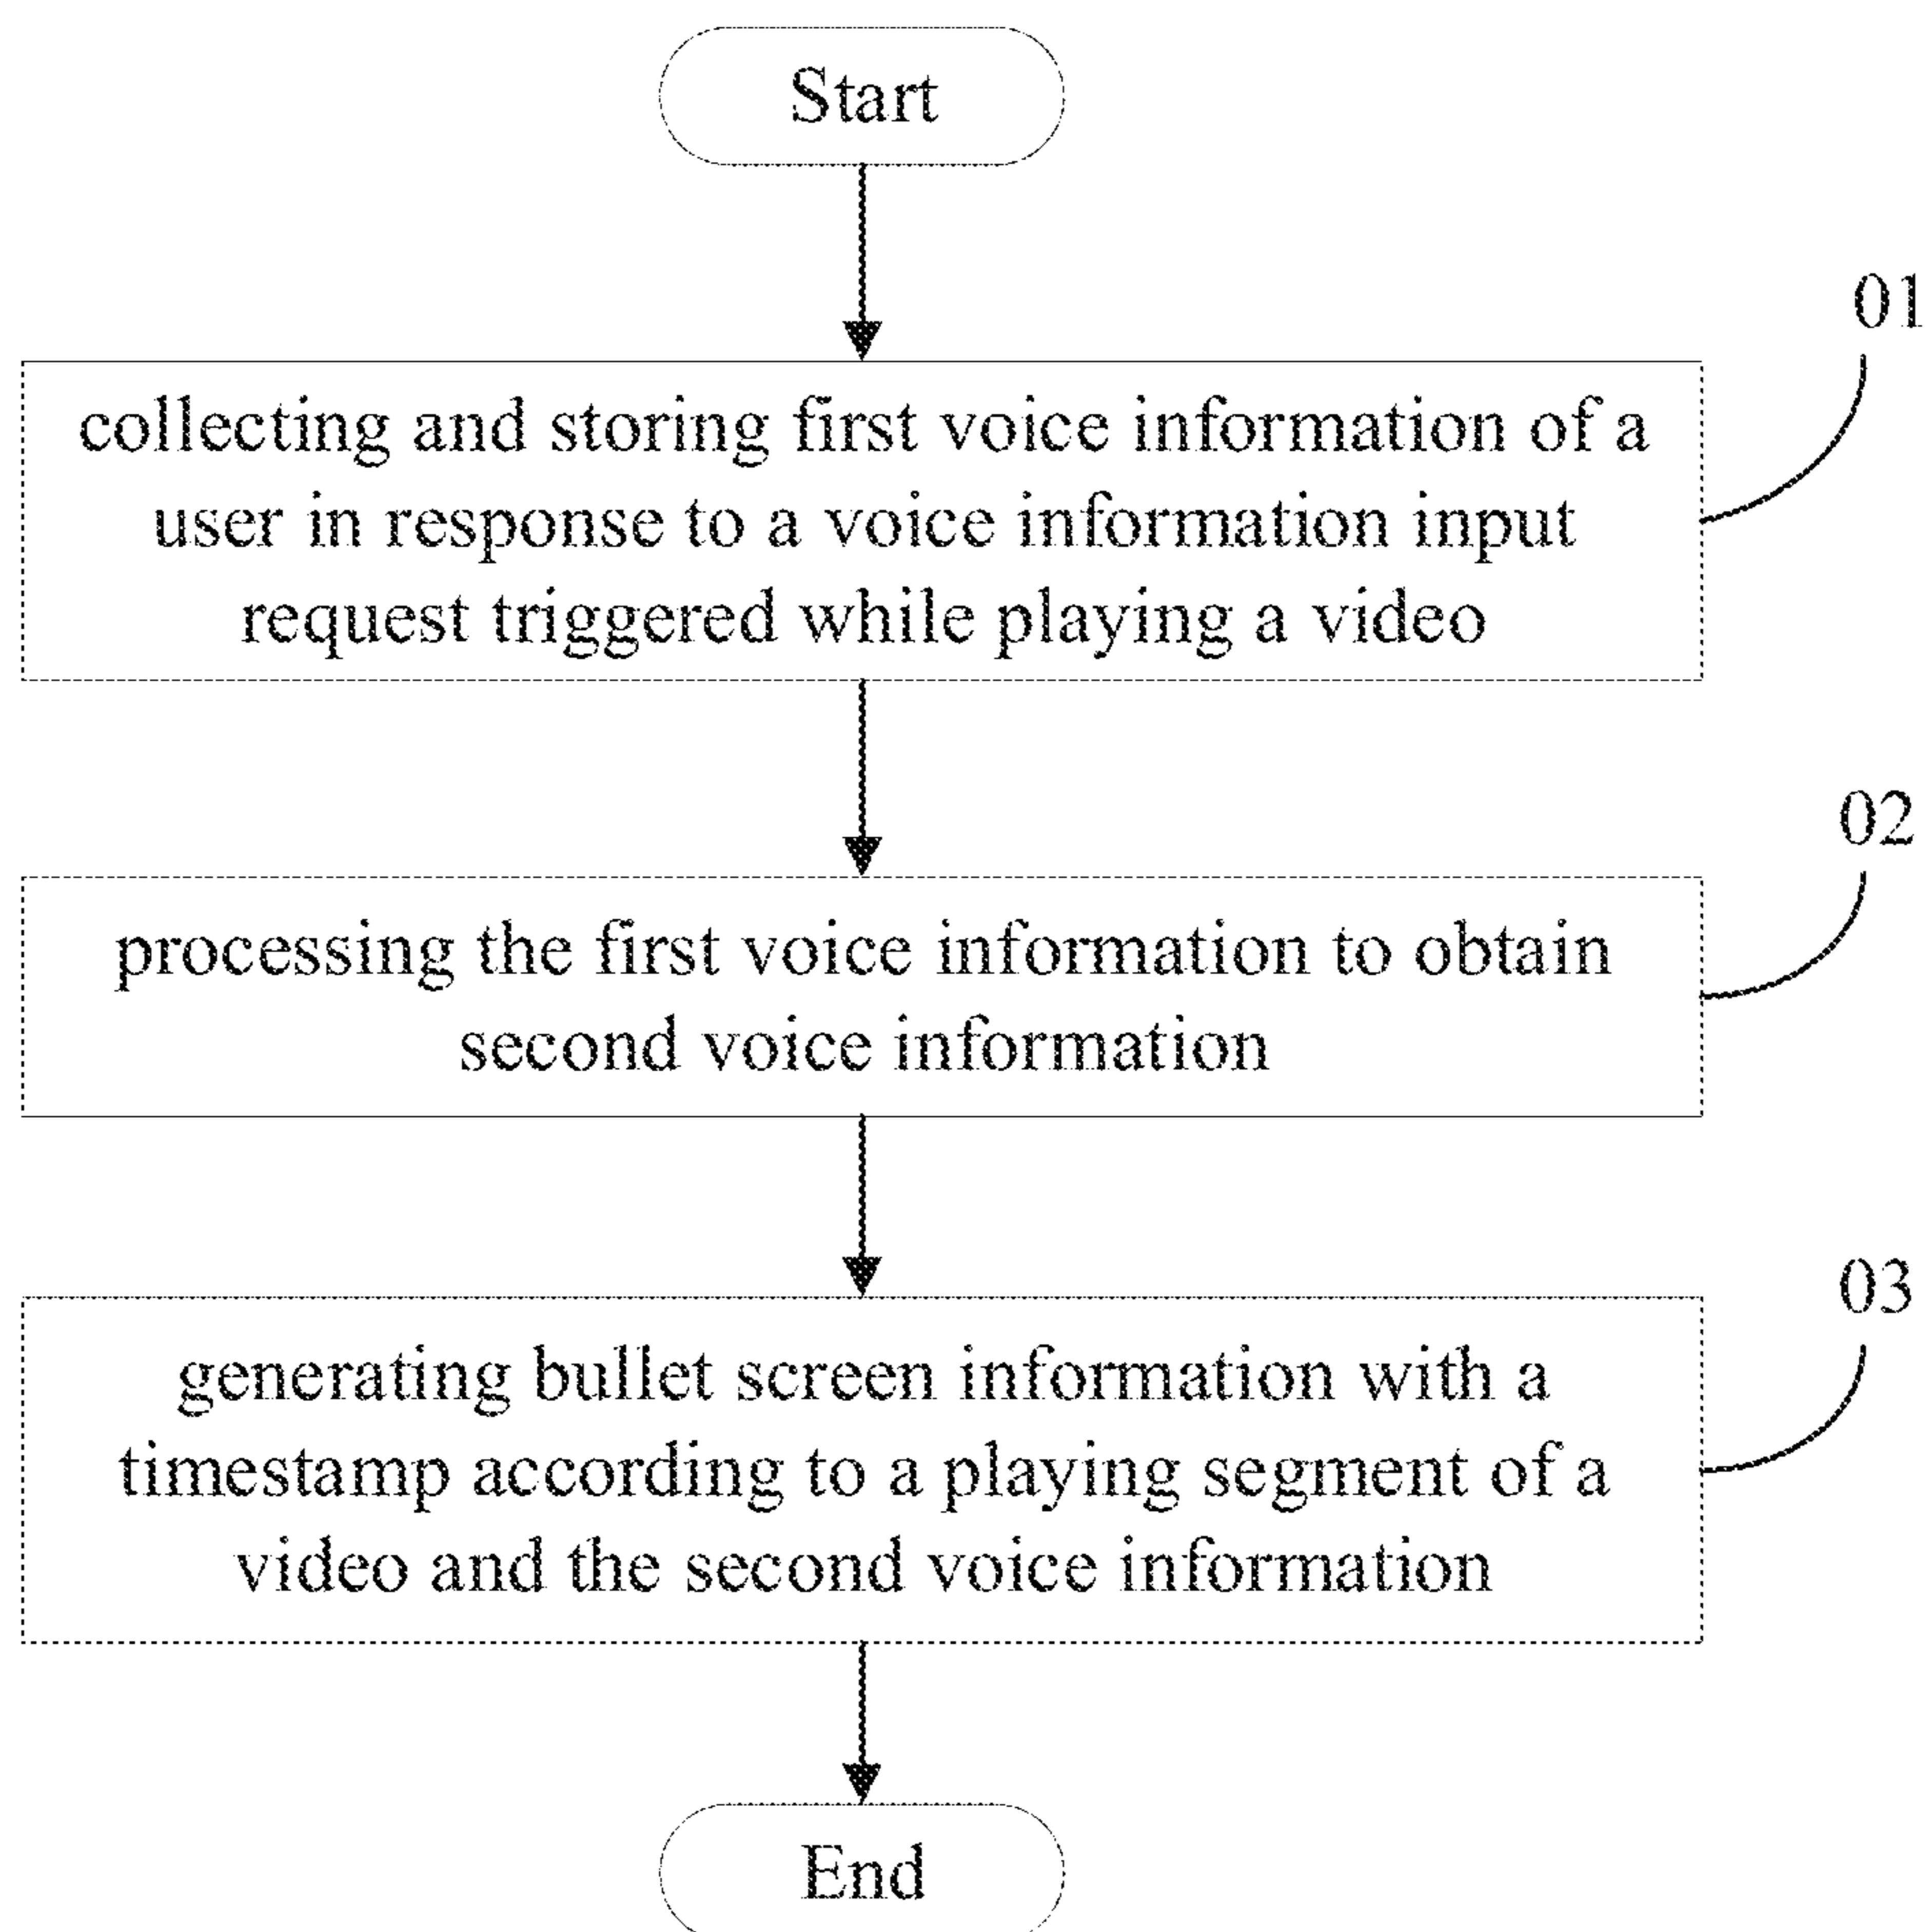 Start
01
collecting and storing first voice information of a
user in response to a voice information input
request triggered while playing a video
02
processing the first voice information to obtain
second voice information
03
generating bullet screen information with a
timestamp according to a playing segment of a
video and the second voice information
End